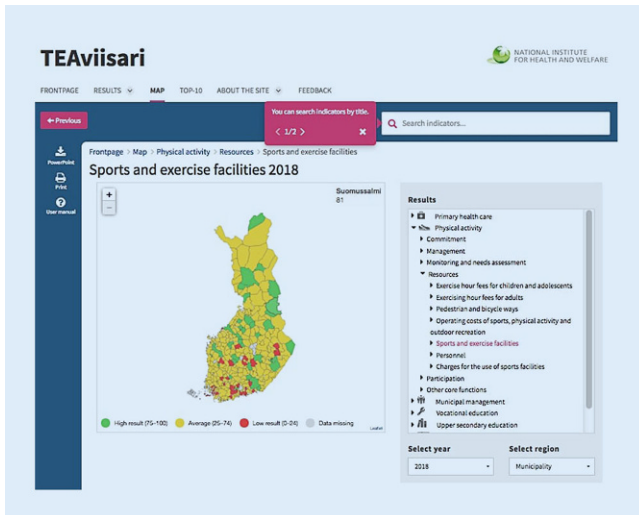 TEAviisari
NATIONAL INSTITUTE
FOR HEALTH AND WELFARE
FRONTPAGE RESULTS MAP TOP-10 ABOUT THE SITE FEEDBACK
You can search indicators by title.
< 1/2 > ×
← Previous
Search indicators...
PowerPoint
Print
User manual
Frontpage > Map > Physical activity > Resources > Sports and exercise facilities
Sports and exercise facilities 2018
+
−
Suomussalmi
81
High result (75-100) Average (25-74) Low result (0-24) Data missing
Leaflet
Results
Primary health care
Physical activity
Commitment
Management
Monitoring and needs assessment
Resources
Exercise hour fees for children and adolescents
Exercising hour fees for adults
Pedestrian and bicycle ways
Operating costs of sports, physical activity and
outdoor recreation
Sports and exercise facilities
Personnel
Charges for the use of sports facilities
Participation
Other core functions
Municipal management
Vocational education
Upper secondary education
Select year Select region
2018 Municipality